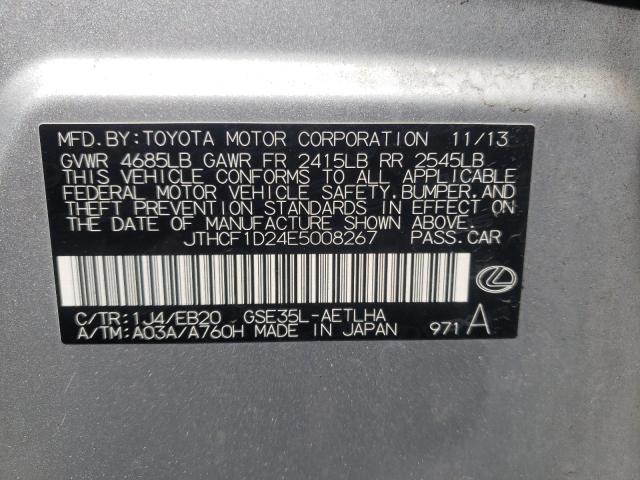 MFD.BY:TOYOTA MOTOR CORPORATION 11/13
GVWR 4685LB GAWR FR 2415LB RR 2545LB
THIS VEHICLE CONFORMS TO ALL APPLICABLE
FEDERAL MOTOR VEHICLE SAFETY, BUMPER, AND
THEFT PREVENTION STANDARDS IN EFFECT ON
THE DATE OF MANUFACTURE SHOWN ABOVE.
JTHCF1D24E5008267 PASS.CAR
C/TR:1J4/EB20 GSE35L-AETLHA
A/TM:A03A/A760H MADE IN JAPAN 971 A